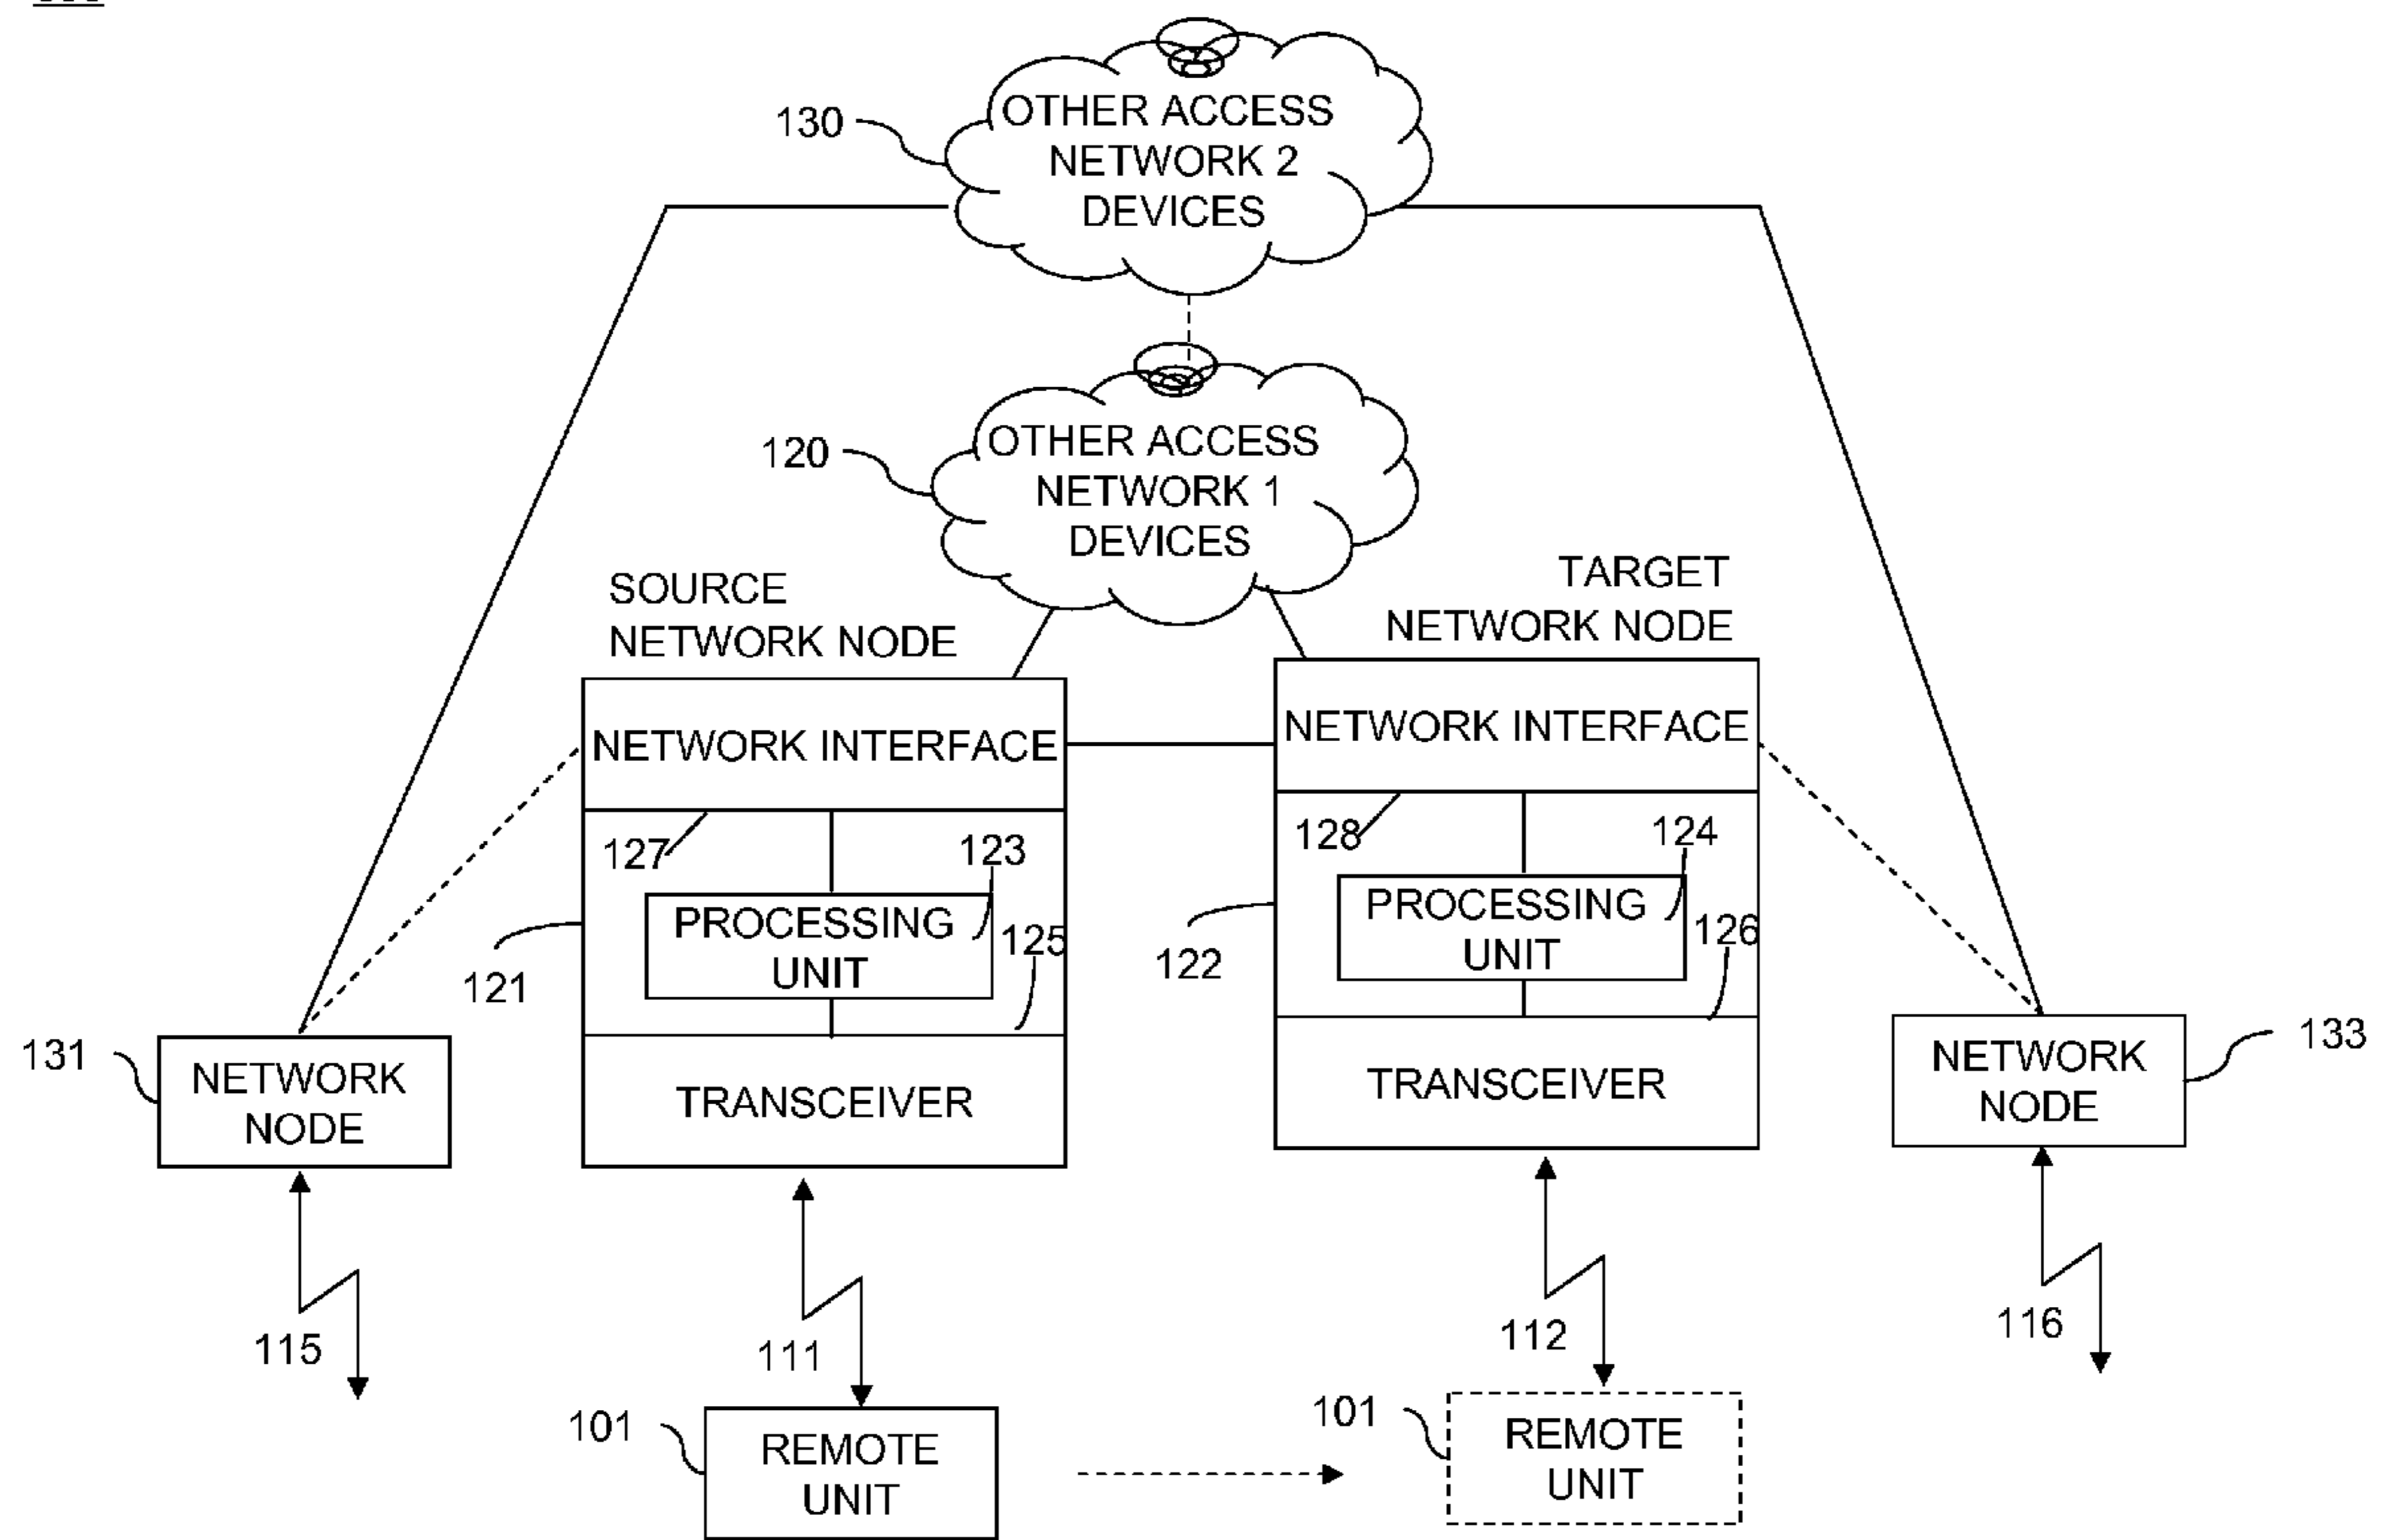 130
OTHER ACCESS
NETWORK 2
DEVICES
120
OTHER ACCESS
NETWORK 1
DEVICES
SOURCE
NETWORK NODE
TARGET
NETWORK NODE
NETWORK INTERFACE
NETWORK INTERFACE
127
123
128
124
PROCESSING
UNIT
125
PROCESSING
UNIT
126
121
122
131
NETWORK
NODE
TRANSCEIVER
TRANSCEIVER
NETWORK
NODE
133
115
111
112
116
101
REMOTE
UNIT
101
REMOTE
UNIT